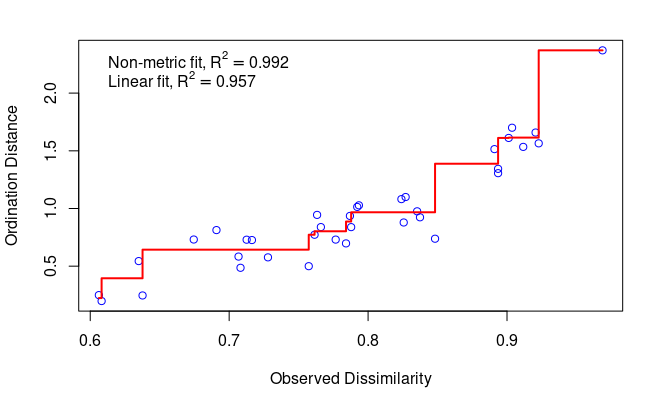 Non-metric fit, R² = 0.992
Linear fit, R² = 0.957
Ordination Distance
2.0
1.5
1.0
0.5
0.6 0.7 0.8 0.9
Observed Dissimilarity